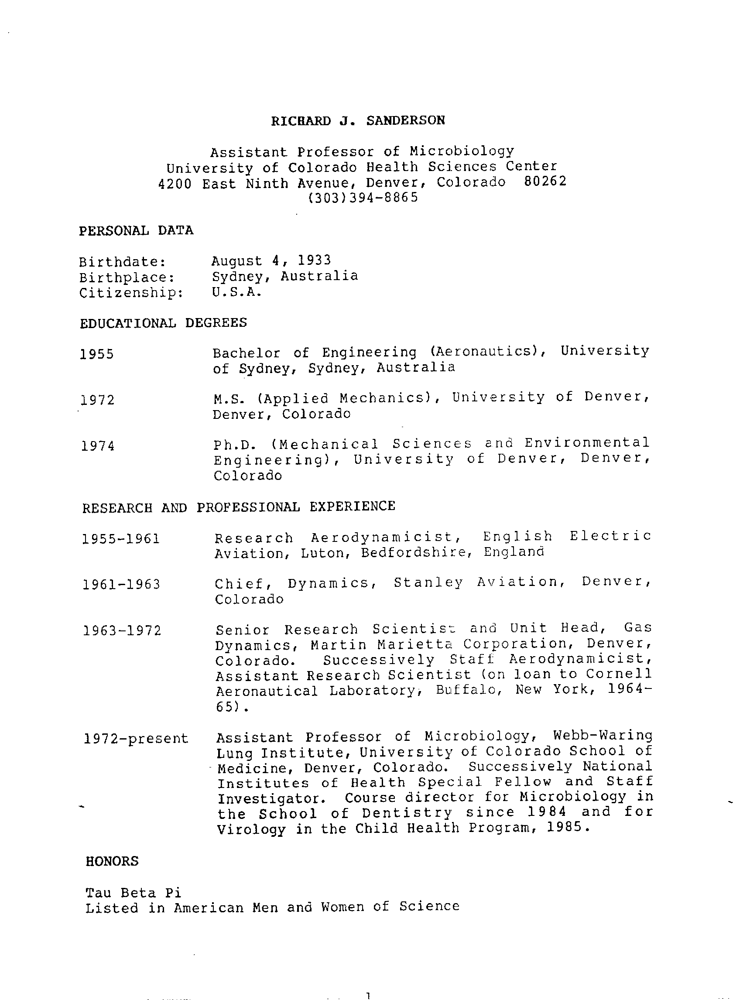 RICHARD J. SANDERSON
Assistant Professor of Microbiology
University of Colorado Health Sciences Center
4200 East Ninth Avenue, Denver, Colorado 80262
(303)394-8865
PERSONAL DATA
Birthdate: August 4, 1933
Birthplace: Sydney, Australia
Citizenship: U.S.A.
EDUCATIONAL DEGREES
1955 Bachelor of Engineering (Aeronautics), University
of Sydney, Sydney, Australia
1972 M.S. (Applied Mechanics), University of Denver,
Denver, Colorado
1974 Ph.D. (Mechanical Sciences and Environmental
Engineering), University of Denver, Denver,
Colorado
RESEARCH AND PROFESSIONAL EXPERIENCE
1955-1961 Research Aerodynamicist, English Electric
Aviation, Luton, Bedfordshire, England
1961-1963 Chief, Dynamics, Stanley Aviation, Denver,
Colorado
1963-1972 Senior Research Scientist and Unit Head, Gas
Dynamics, Martin Marietta Corporation, Denver,
Colorado. Successively Staff Aerodynamicist,
Assistant Research Scientist (on loan to Cornell
Aeronautical Laboratory, Buffalo, New York, 1964-
65).
1972-present Assistant Professor of Microbiology, Webb-Waring
Lung Institute, University of Colorado School of
Medicine, Denver, Colorado. Successively National
Institutes of Health Special Fellow and Staff
Investigator. Course director for Microbiology in
the School of Dentistry since 1984 and for
Virology in the Child Health Program, 1985.
HONORS
Tau Beta Pi
Listed in American Men and Women of Science
1